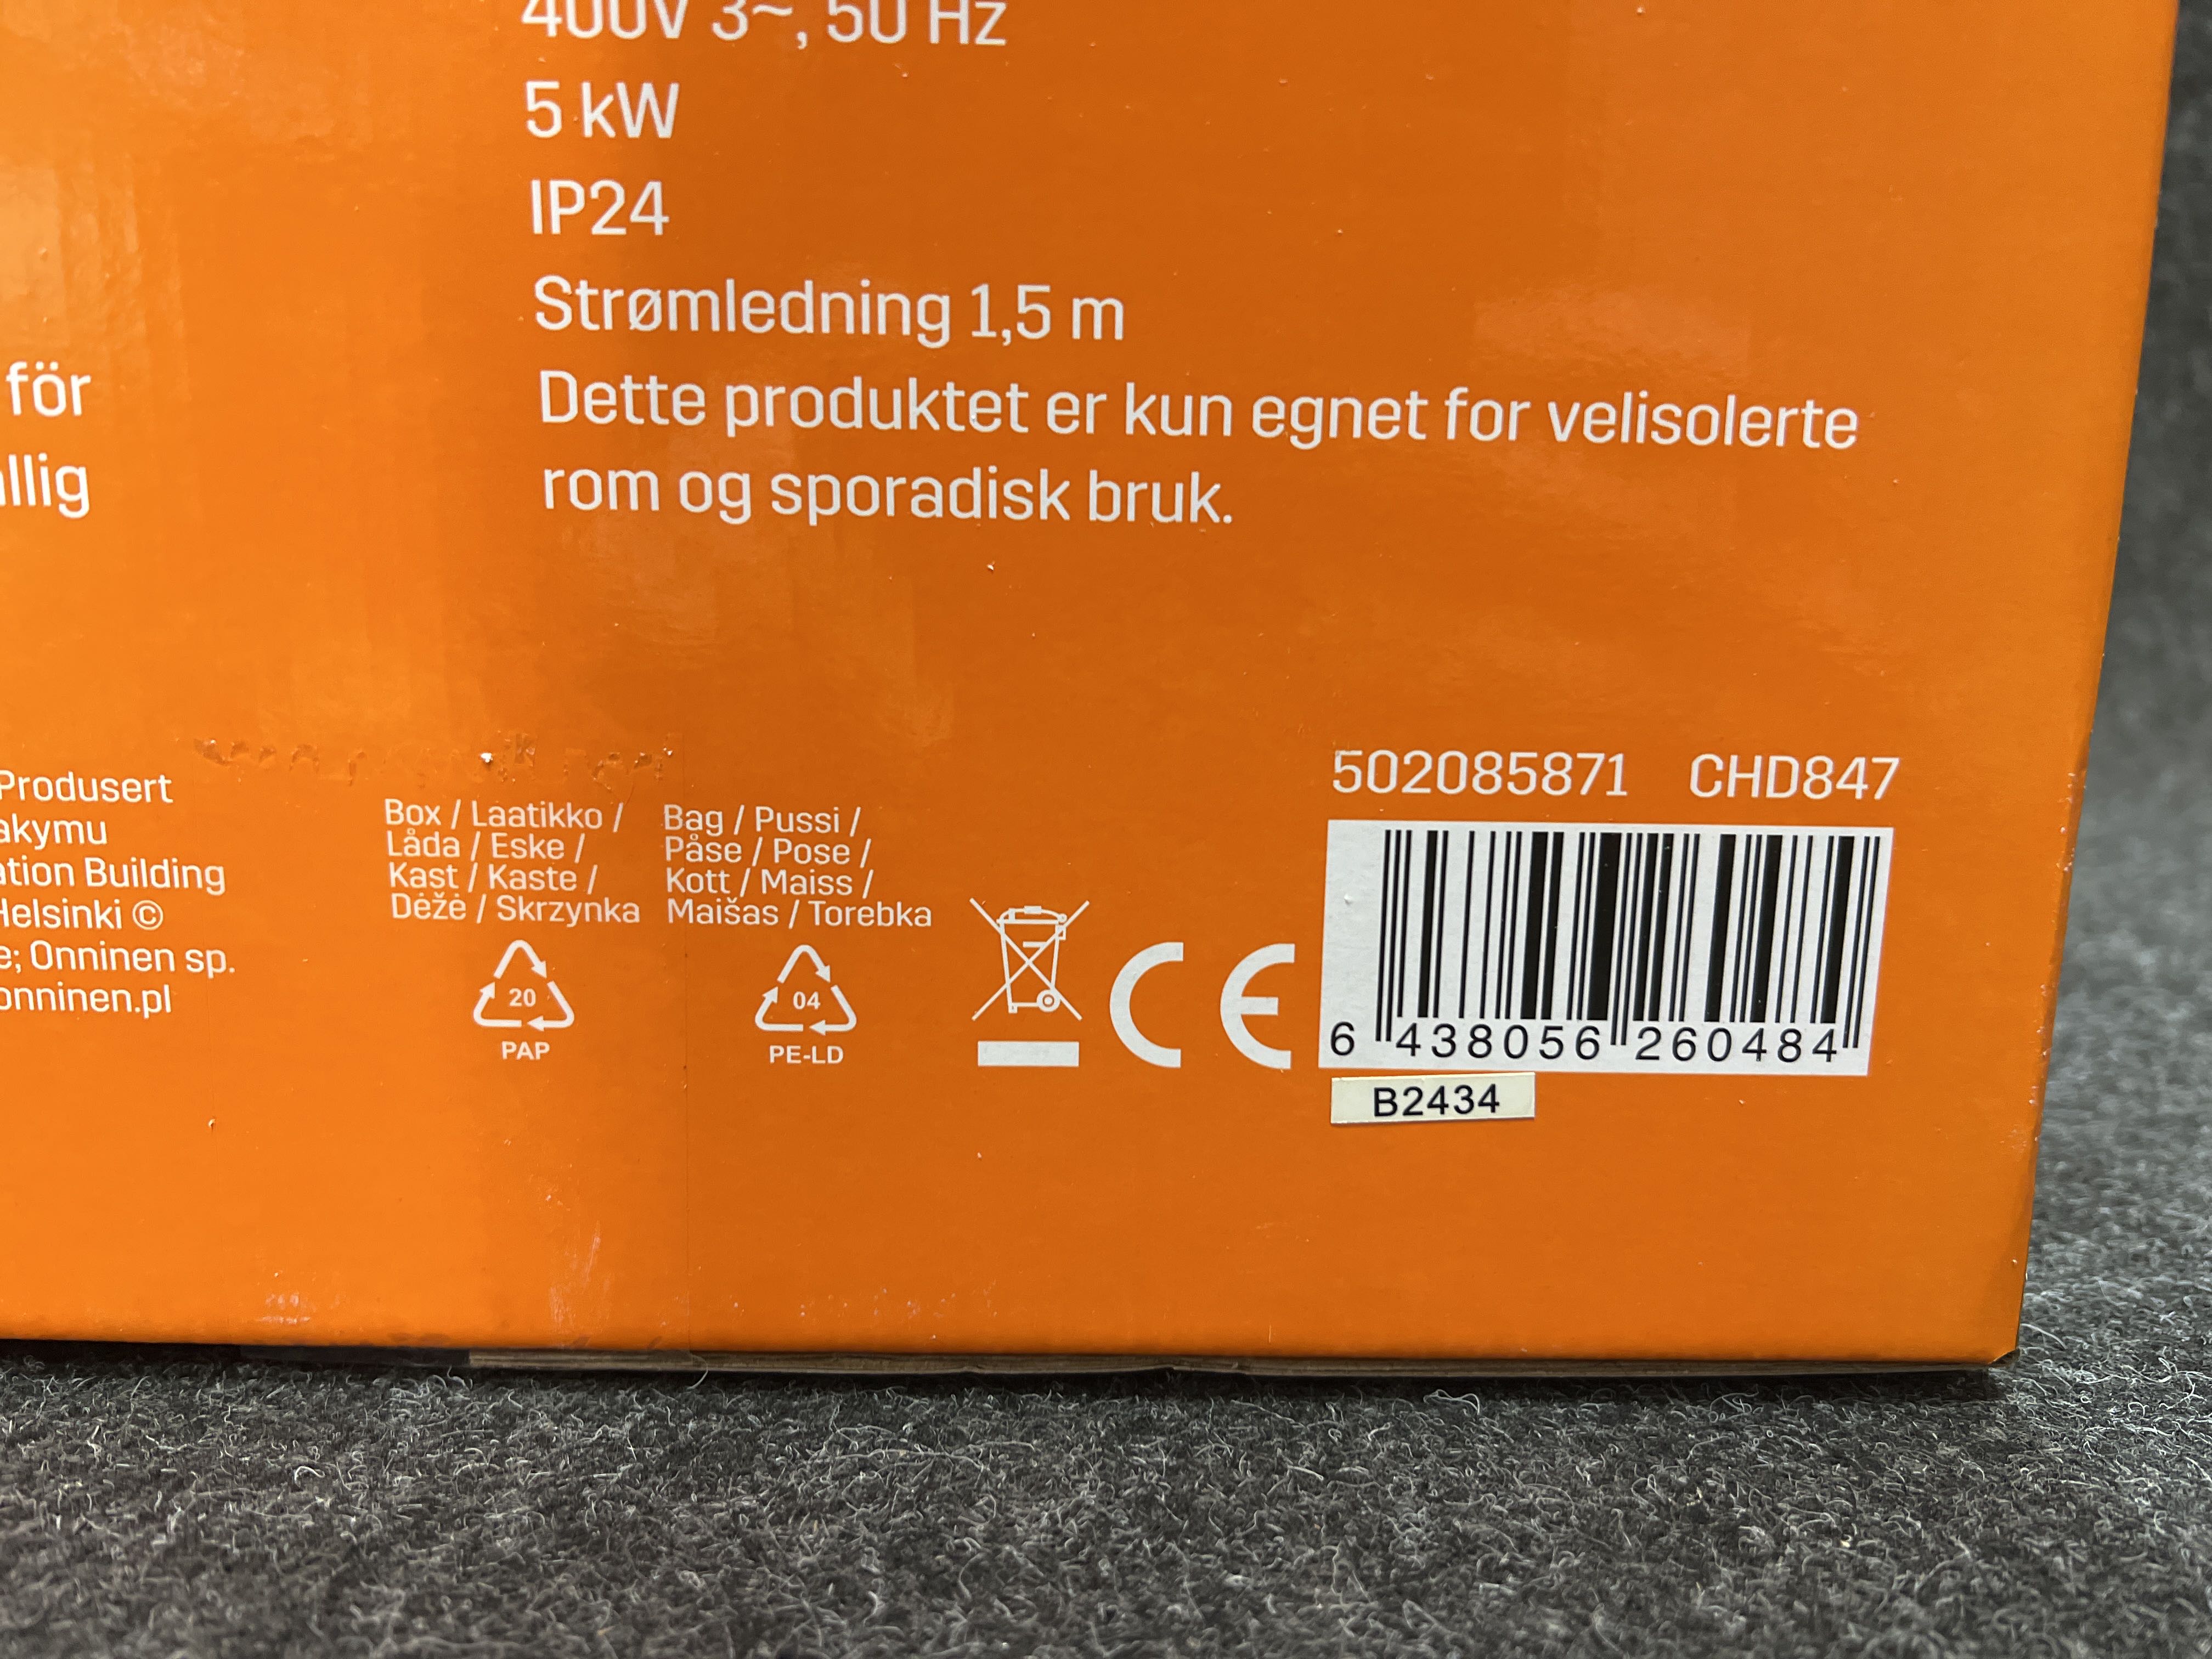 400V 3~, 50 Hz
5 kW
IP24
Strømledning 1,5 m
Dette produktet er kun egnet for velisolerte
rom og sporadisk bruk.
för
llig
Produsert
akymu
ation Building
Helsinki ©
e; Onninen sp.
onninen.pl
Box / Laatikko /
Låda / Eske /
Kast / Kaste /
Dėžė / Skrzynka
20
PAP
Bag / Pussi /
Påse / Pose /
Kott / Maiss /
Maišas / Torebka
04
PE-LD
CE
502085871 CHD847
6 438056 260484
B2434